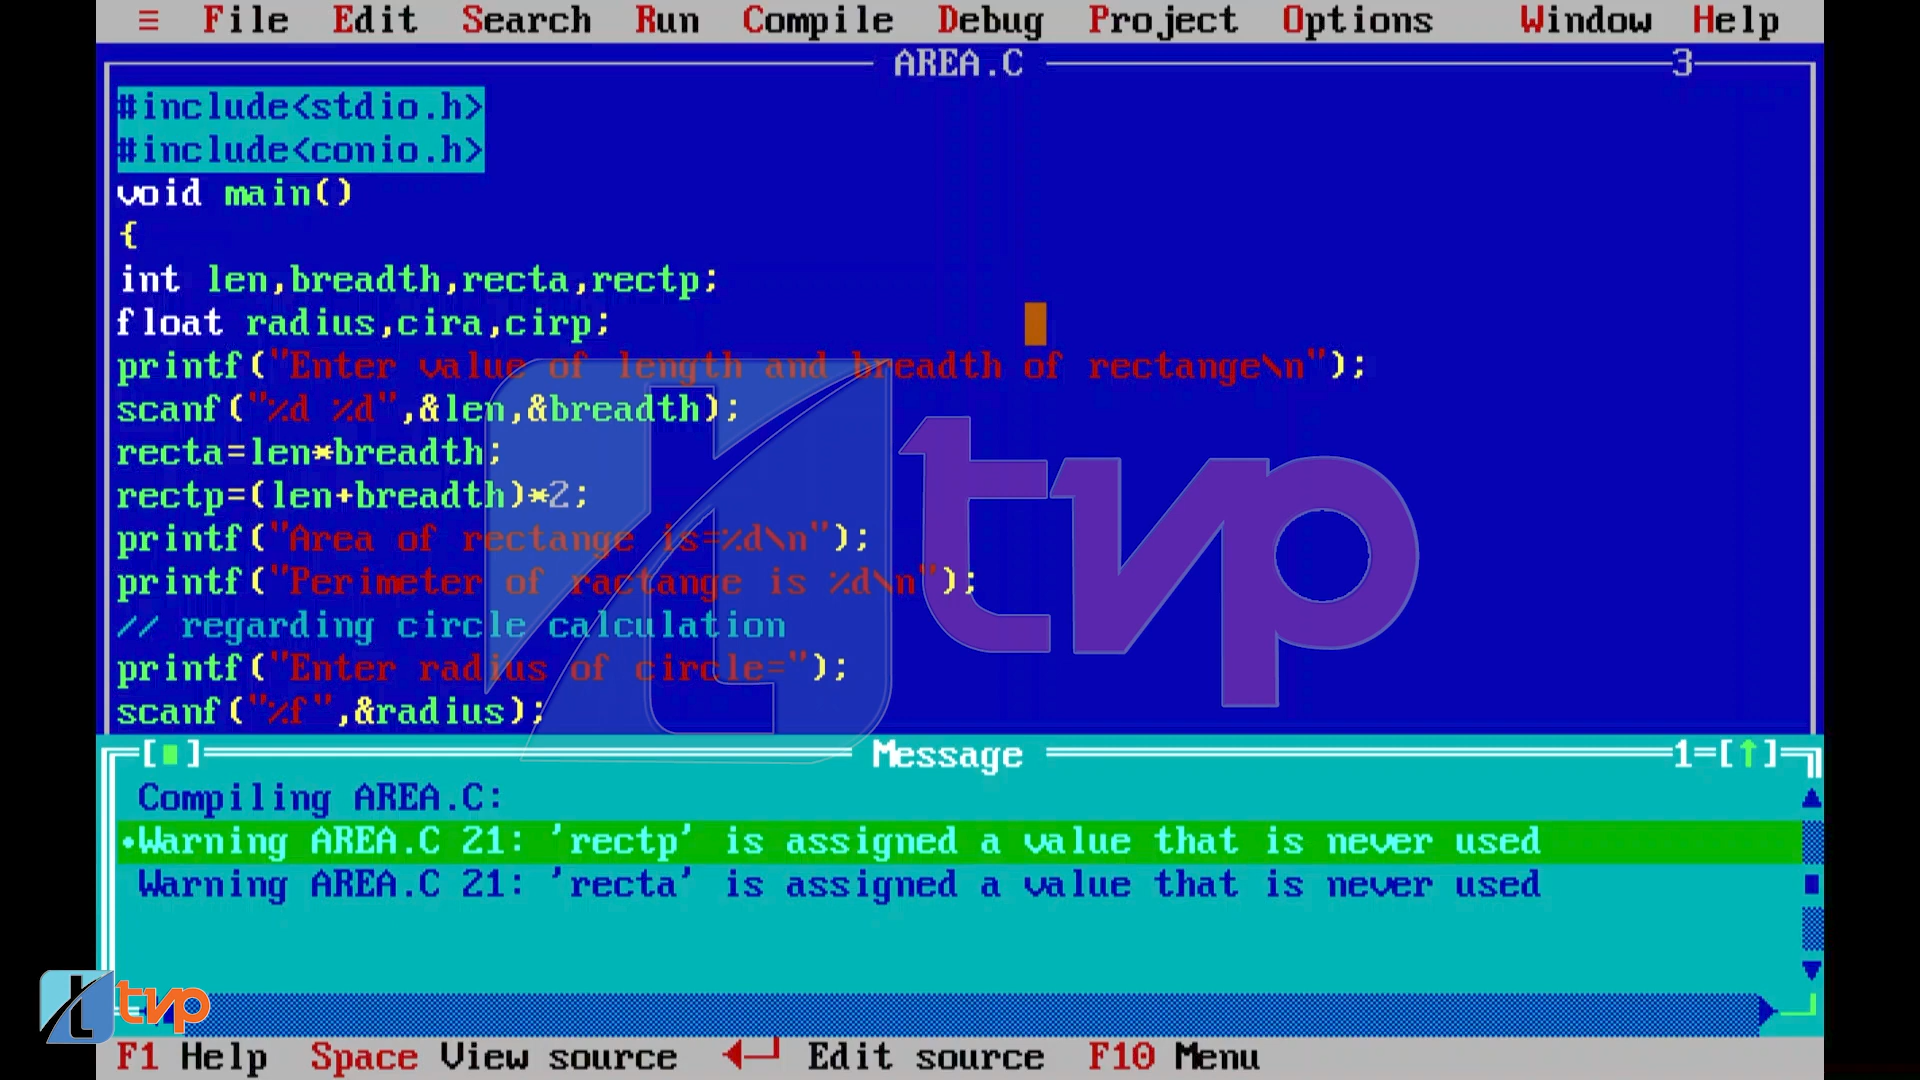 ≡ File Edit Search Run Compile Debug Project Options Window Help
AREA.C 3
#include<stdio.h>
#include<conio.h>
void main()
{
int len,breadth,recta,rectp;
float radius,cira,cirp;
printf("Enter value of length and breadth of rectange\n");
scanf("%d %d",&len,&breadth);
recta=len*breadth;
rectp=(len+breadth)*2;
printf("Area of rectange is=%d\n");
printf("Perimeter of ractange is %d\n");
// regarding circle calculation
printf("Enter radius of circle=");
scanf("%f",&radius);
tvp
[■] Message 1=[↑]
Compiling AREA.C:
•Warning AREA.C 21: 'rectp' is assigned a value that is never used
Warning AREA.C 21: 'recta' is assigned a value that is never used
t tvp
F1 Help Space View source ←┘ Edit source F10 Menu